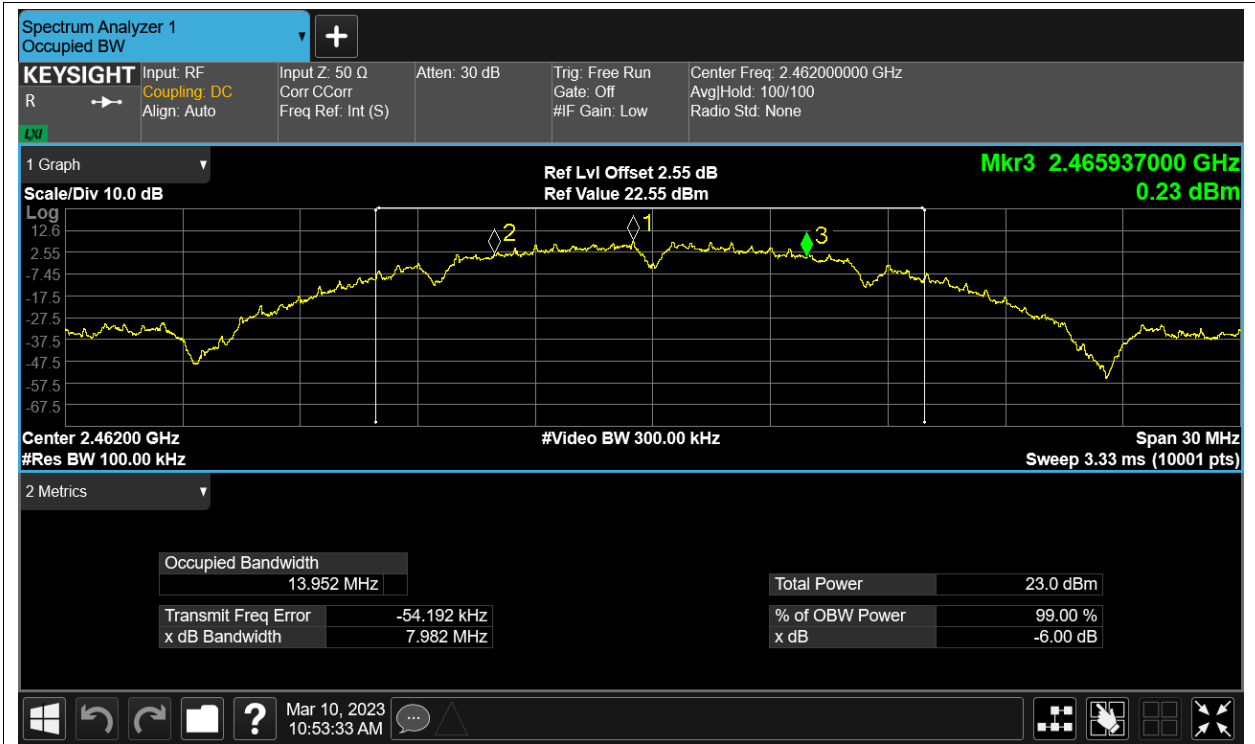 Spectrum Analyzer 1
Occupied BW
KEYSIGHT
R
LXI
Input: RF
Coupling: DC
Align: Auto
Input Z: 50 Ω
Corr CCorr
Freq Ref: Int (S)
Atten: 30 dB
Trig: Free Run
Gate: Off
#IF Gain: Low
Center Freq: 2.462000000 GHz
Avg|Hold: 100/100
Radio Std: None
1 Graph
Scale/Div 10.0 dB
Ref Lvl Offset 2.55 dB
Ref Value 22.55 dBm
Mkr3 2.465937000 GHz
0.23 dBm
Log
12.6
2.55
-7.45
-17.5
-27.5
-37.5
-47.5
-57.5
-67.5
2
1
3
Center 2.46200 GHz
#Video BW 300.00 kHz
Span 30 MHz
#Res BW 100.00 kHz
Sweep 3.33 ms (10001 pts)
2 Metrics
Occupied Bandwidth
13.952 MHz
Total Power 23.0 dBm
Transmit Freq Error -54.192 kHz
% of OBW Power 99.00 %
x dB Bandwidth 7.982 MHz
x dB -6.00 dB
?
Mar 10, 2023
10:53:33 AM